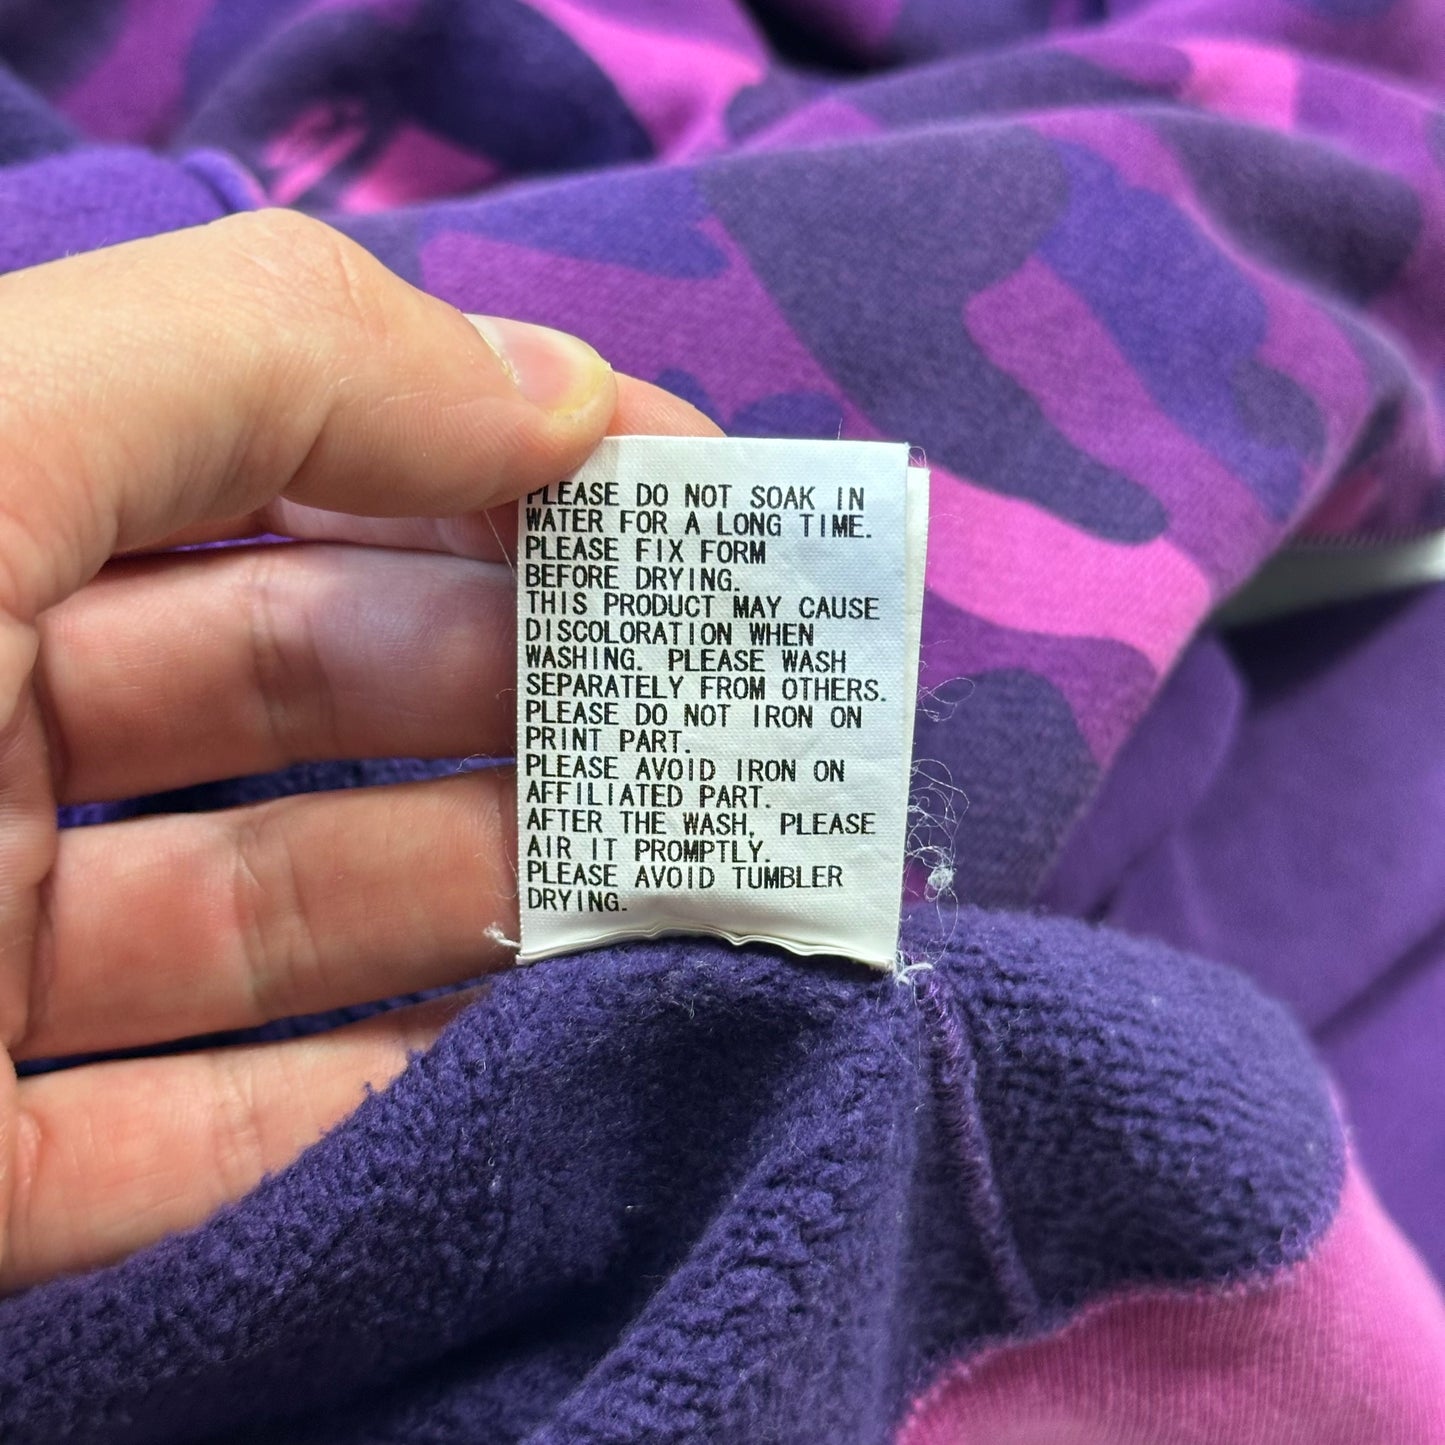 PLEASE DO NOT SOAK IN
WATER FOR A LONG TIME.
PLEASE FIX FORM
BEFORE DRYING.
THIS PRODUCT MAY CAUSE
DISCOLORATION WHEN
WASHING. PLEASE WASH
SEPARATELY FROM OTHERS.
PLEASE DO NOT IRON ON
PRINT PART.
PLEASE AVOID IRON ON
AFFILIATED PART.
AFTER THE WASH, PLEASE
AIR IT PROMPTLY.
PLEASE AVOID TUMBLER
DRYING.